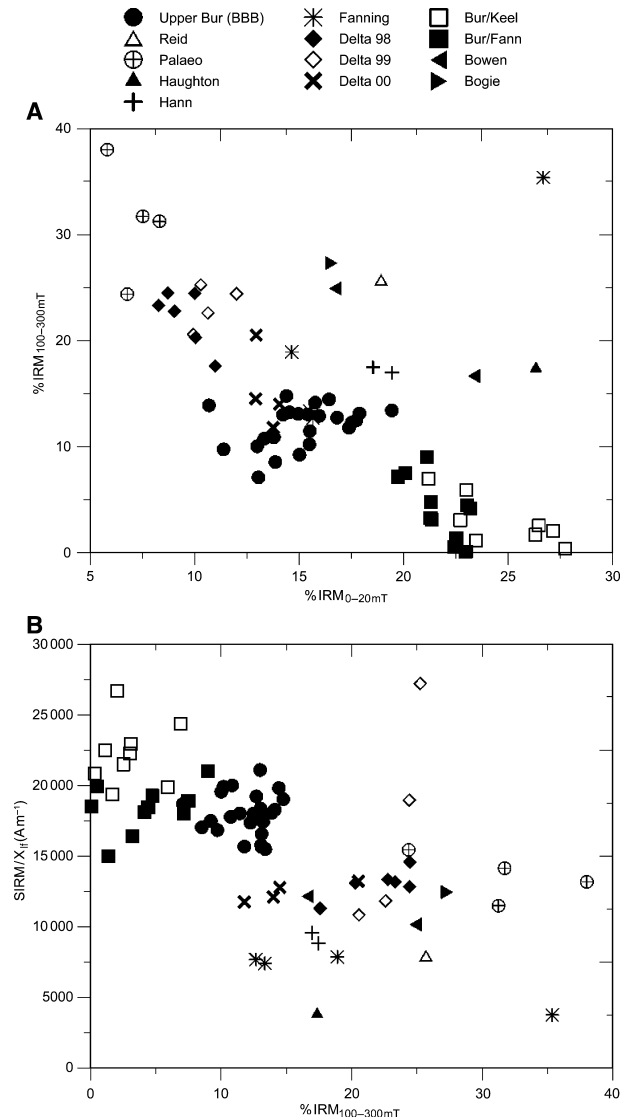 Upper Bur (BBB)
Reid
Palaeo
Haughton
Hann
Fanning
Delta 98
Delta 99
Delta 00
Bur/Keel
Bur/Fann
Bowen
Bogie
A
40
30
20
10
0
%IRM100–300mT
5 10 15 20 25 30
%IRM0–20mT
B
30 000
25 000
20 000
15 000
10 000
5000
0
SIRM/Xlf(Am⁻¹)
0 10 20 30 40
%IRM100–300mT